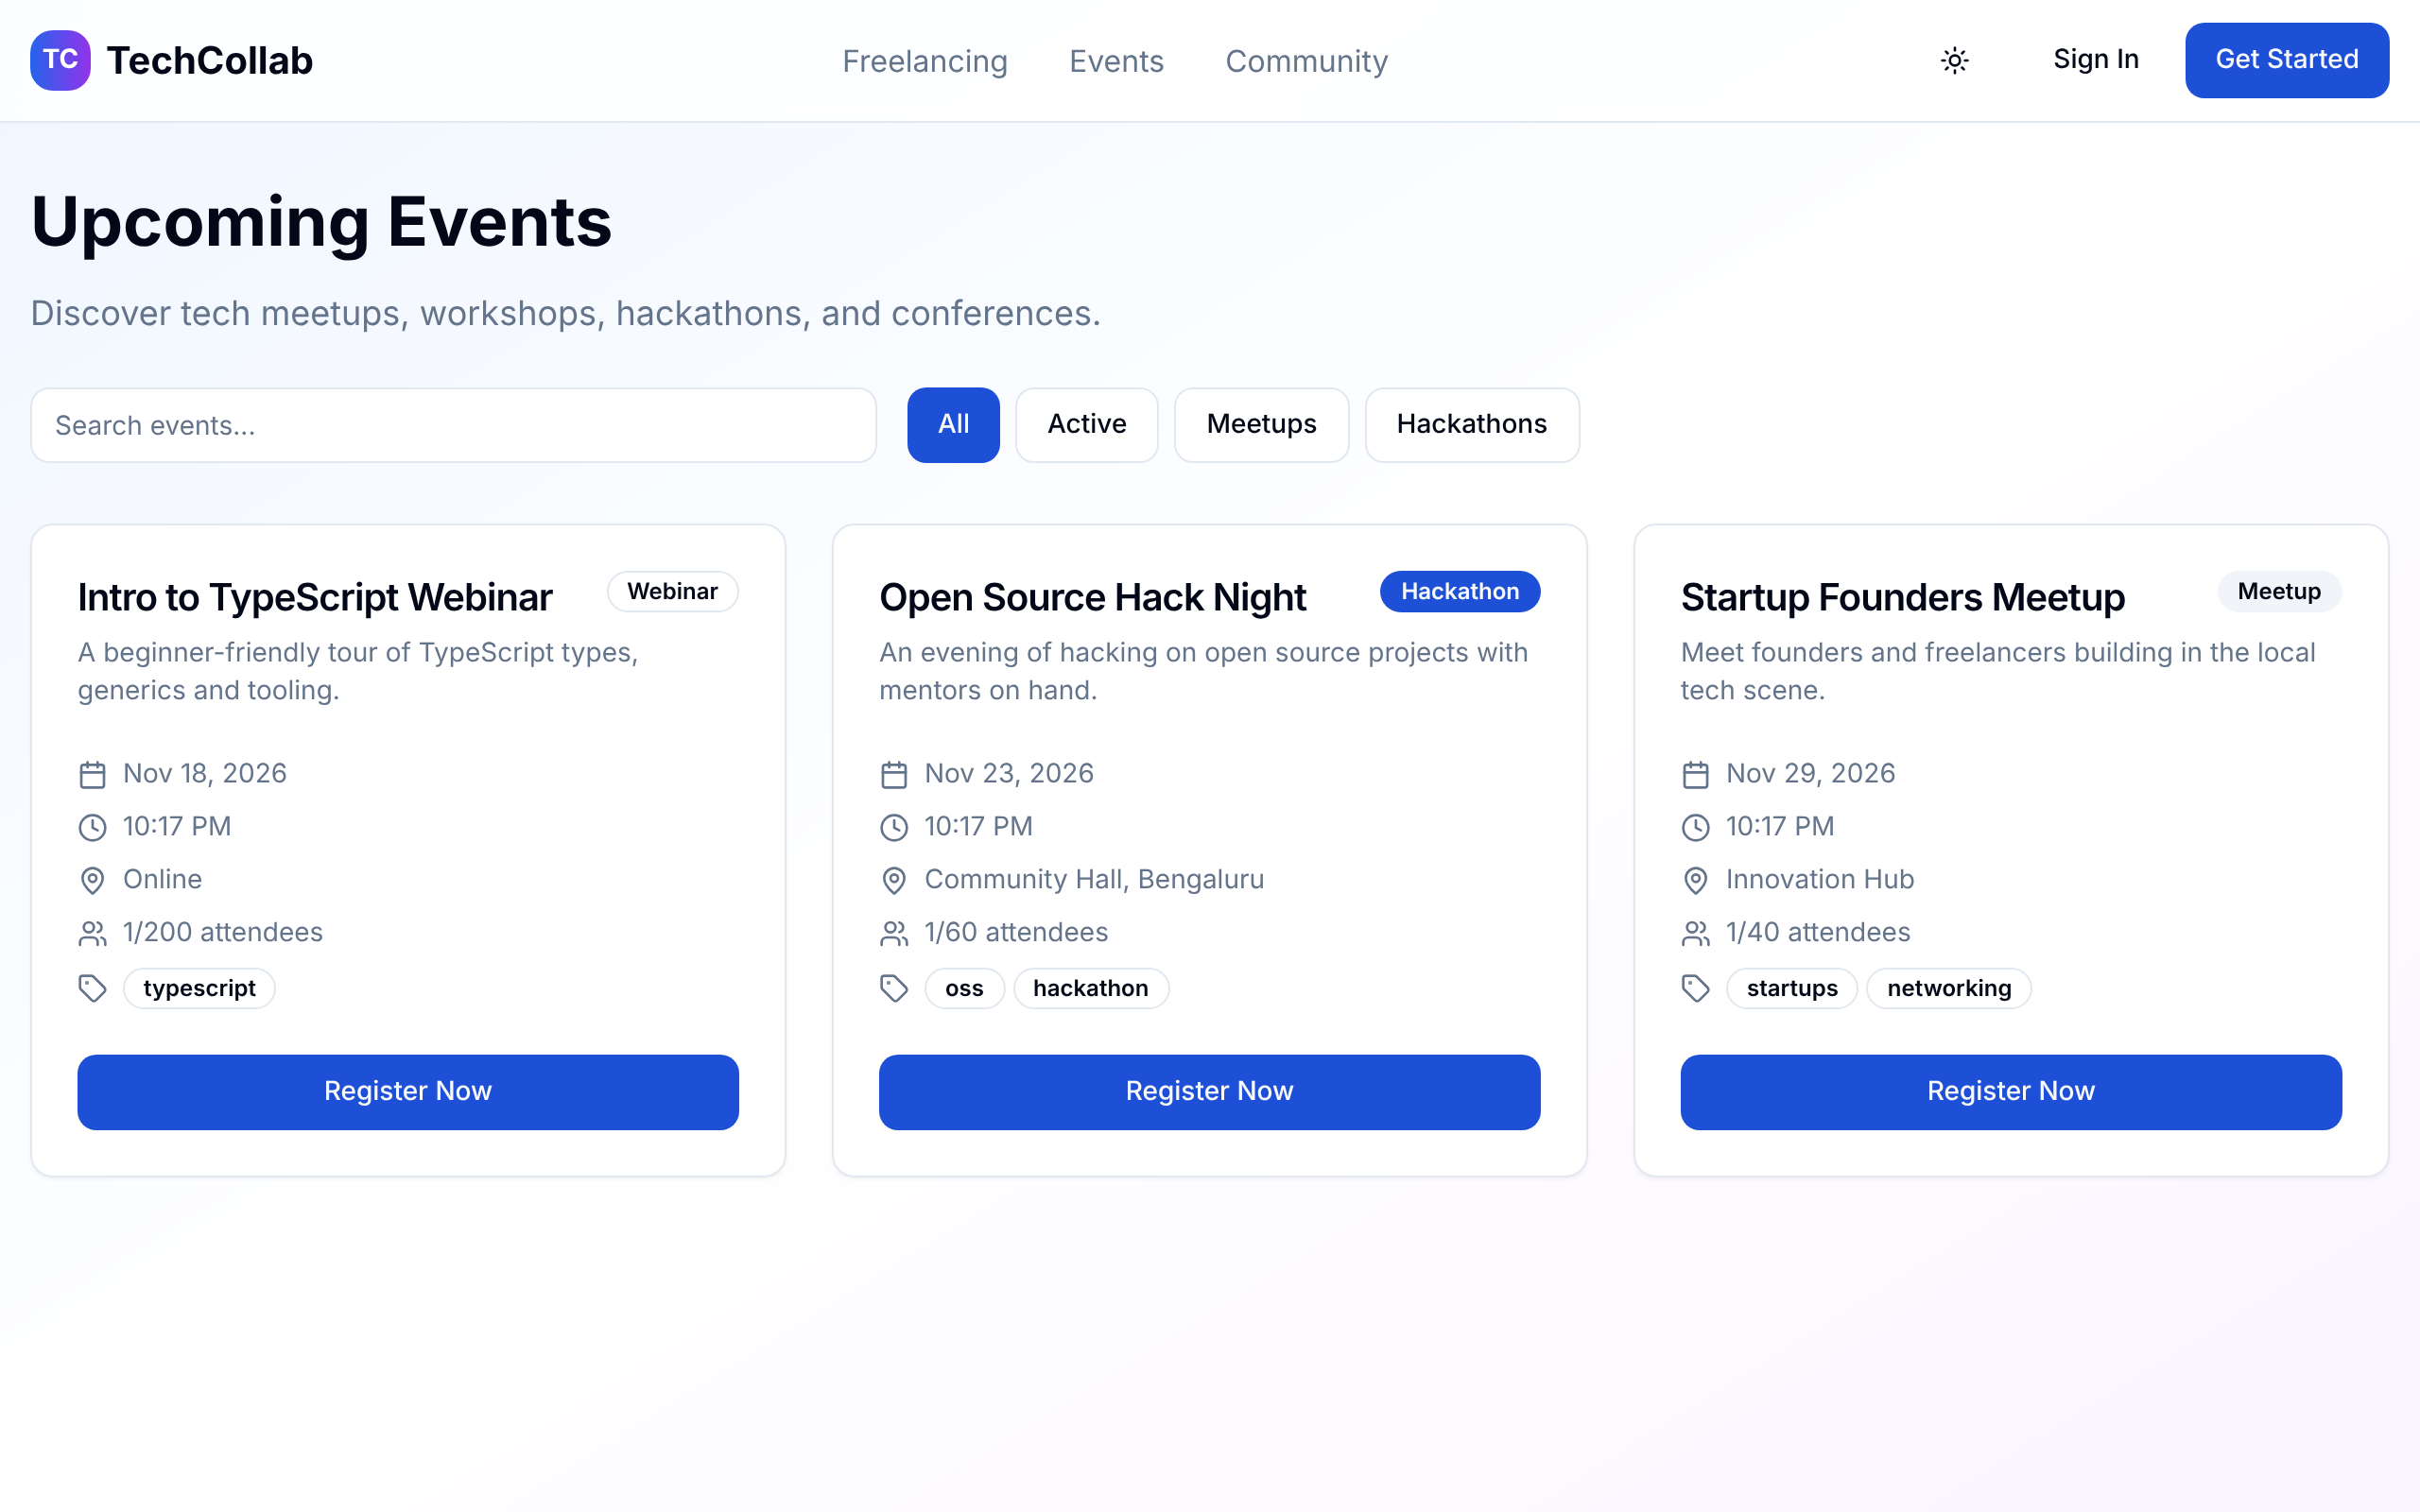 TC TechCollab Freelancing Events Community Sign In Get Started
Upcoming Events
Discover tech meetups, workshops, hackathons, and conferences.
Search events... All Active Meetups Hackathons
Intro to TypeScript Webinar Webinar
A beginner-friendly tour of TypeScript types,
generics and tooling.
Nov 18, 2026
10:17 PM
Online
1/200 attendees
typescript
Register Now
Open Source Hack Night Hackathon
An evening of hacking on open source projects with
mentors on hand.
Nov 23, 2026
10:17 PM
Community Hall, Bengaluru
1/60 attendees
oss hackathon
Register Now
Startup Founders Meetup Meetup
Meet founders and freelancers building in the local
tech scene.
Nov 29, 2026
10:17 PM
Innovation Hub
1/40 attendees
startups networking
Register Now